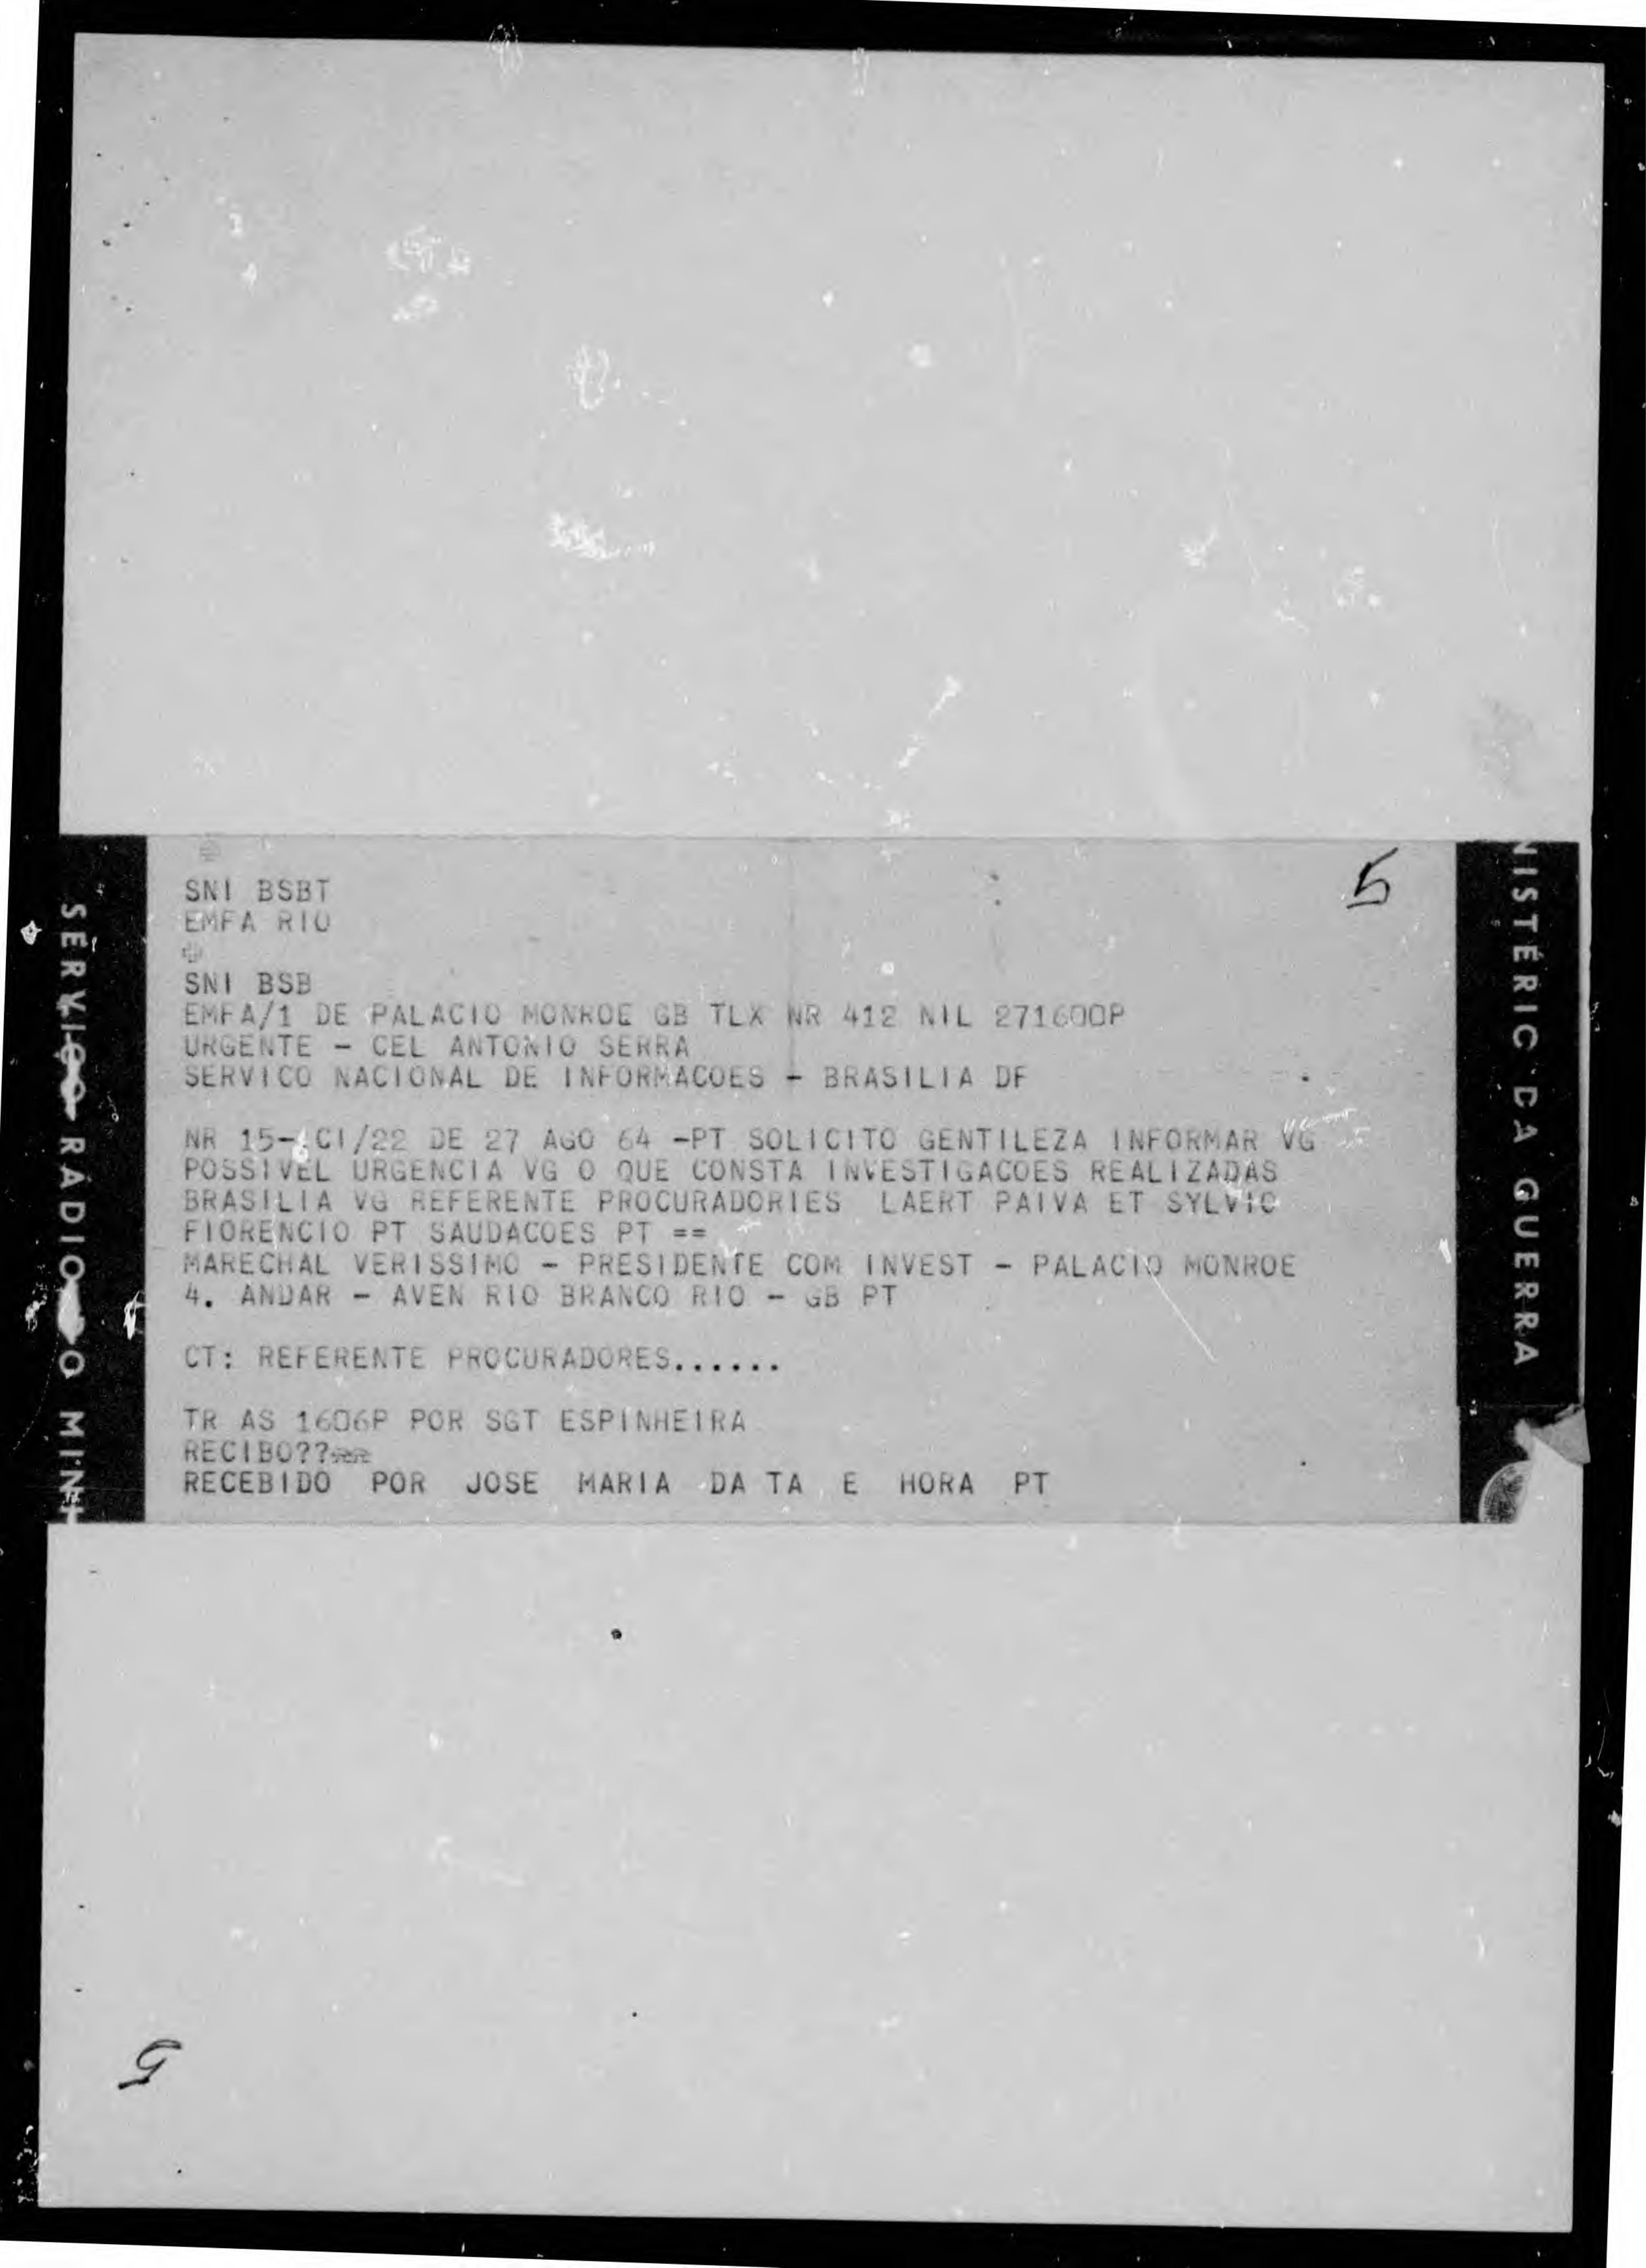 5
SNI BSBT
EMFA RIO
SNI BSB
EMFA/1 DE PALACIO MONROE GB TLX NR 412 NIL 271600P
URGENTE - CEL ANTONIO SERRA
SERVICO NACIONAL DE INFORMACOES - BRASILIA DF
NR 15- CI/22 DE 27 AGO 64 -PT SOLICITO GENTILEZA INFORMAR VG
POSSIVEL URGENCIA VG O QUE CONSTA INVESTIGACOES REALIZADAS
BRASILIA VG REFERENTE PROCURADORIES LAERT PAIVA ET SYLVIO
FIORENCIO PT SAUDACOES PT ==
MARECHAL VERISSIMO - PRESIDENTE COM INVEST - PALACIO MONROE
4. ANDAR - AVEN RIO BRANCO RIO - GB PT
CT: REFERENTE PROCURADORES......
TR AS 1606P POR SGT ESPINHEIRA
RECIBO??
RECEBIDO POR JOSE MARIA DA TA E HORA PT
SERVIÇO RÁDIO DO MINI
NISTÉRIO DA GUERRA
5